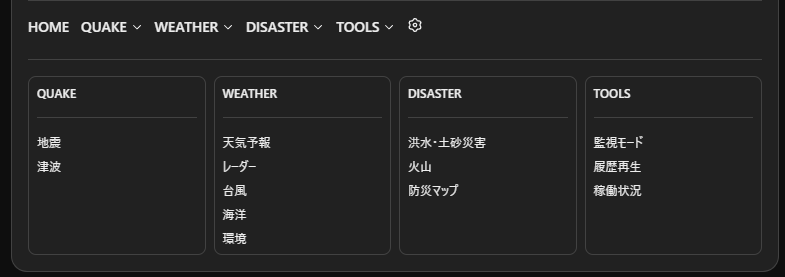 HOME QUAKE WEATHER DISASTER TOOLS
QUAKE
地震
津波
WEATHER
天気予報
レーダー
台風
海洋
環境
DISASTER
洪水・土砂災害
火山
防災マップ
TOOLS
監視モード
履歴再生
稼働状況